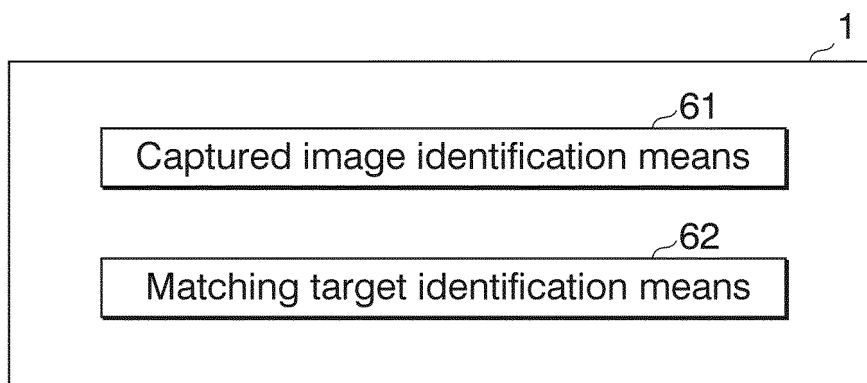 1
61
Captured image identification means
62
Matching target identification means